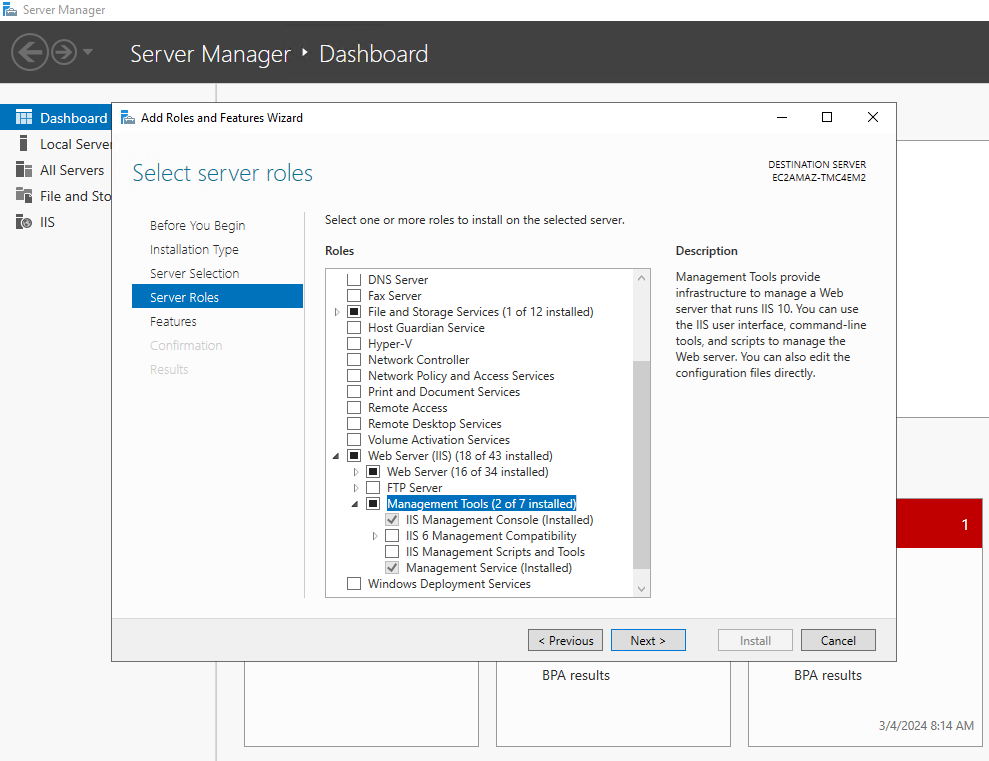 Server Manager
Server Manager ‣ Dashboard
Dashboard
Local Server
All Servers
File and Sto
IIS
Add Roles and Features Wizard
Select server roles
DESTINATION SERVER
EC2AMAZ-TMC4EM2
Before You Begin
Installation Type
Server Selection
Server Roles
Features
Confirmation
Results
Select one or more roles to install on the selected server.
Roles
DNS Server
Fax Server
File and Storage Services (1 of 12 installed)
Host Guardian Service
Hyper-V
Network Controller
Network Policy and Access Services
Print and Document Services
Remote Access
Remote Desktop Services
Volume Activation Services
Web Server (IIS) (18 of 43 installed)
Web Server (16 of 34 installed)
FTP Server
Management Tools (2 of 7 installed)
IIS Management Console (Installed)
IIS 6 Management Compatibility
IIS Management Scripts and Tools
Management Service (Installed)
Windows Deployment Services
Description
Management Tools provide
infrastructure to manage a Web
server that runs IIS 10. You can use
the IIS user interface, command-line
tools, and scripts to manage the
Web server. You can also edit the
configuration files directly.
1
< Previous
Next >
Install
Cancel
BPA results
BPA results
3/4/2024 8:14 AM